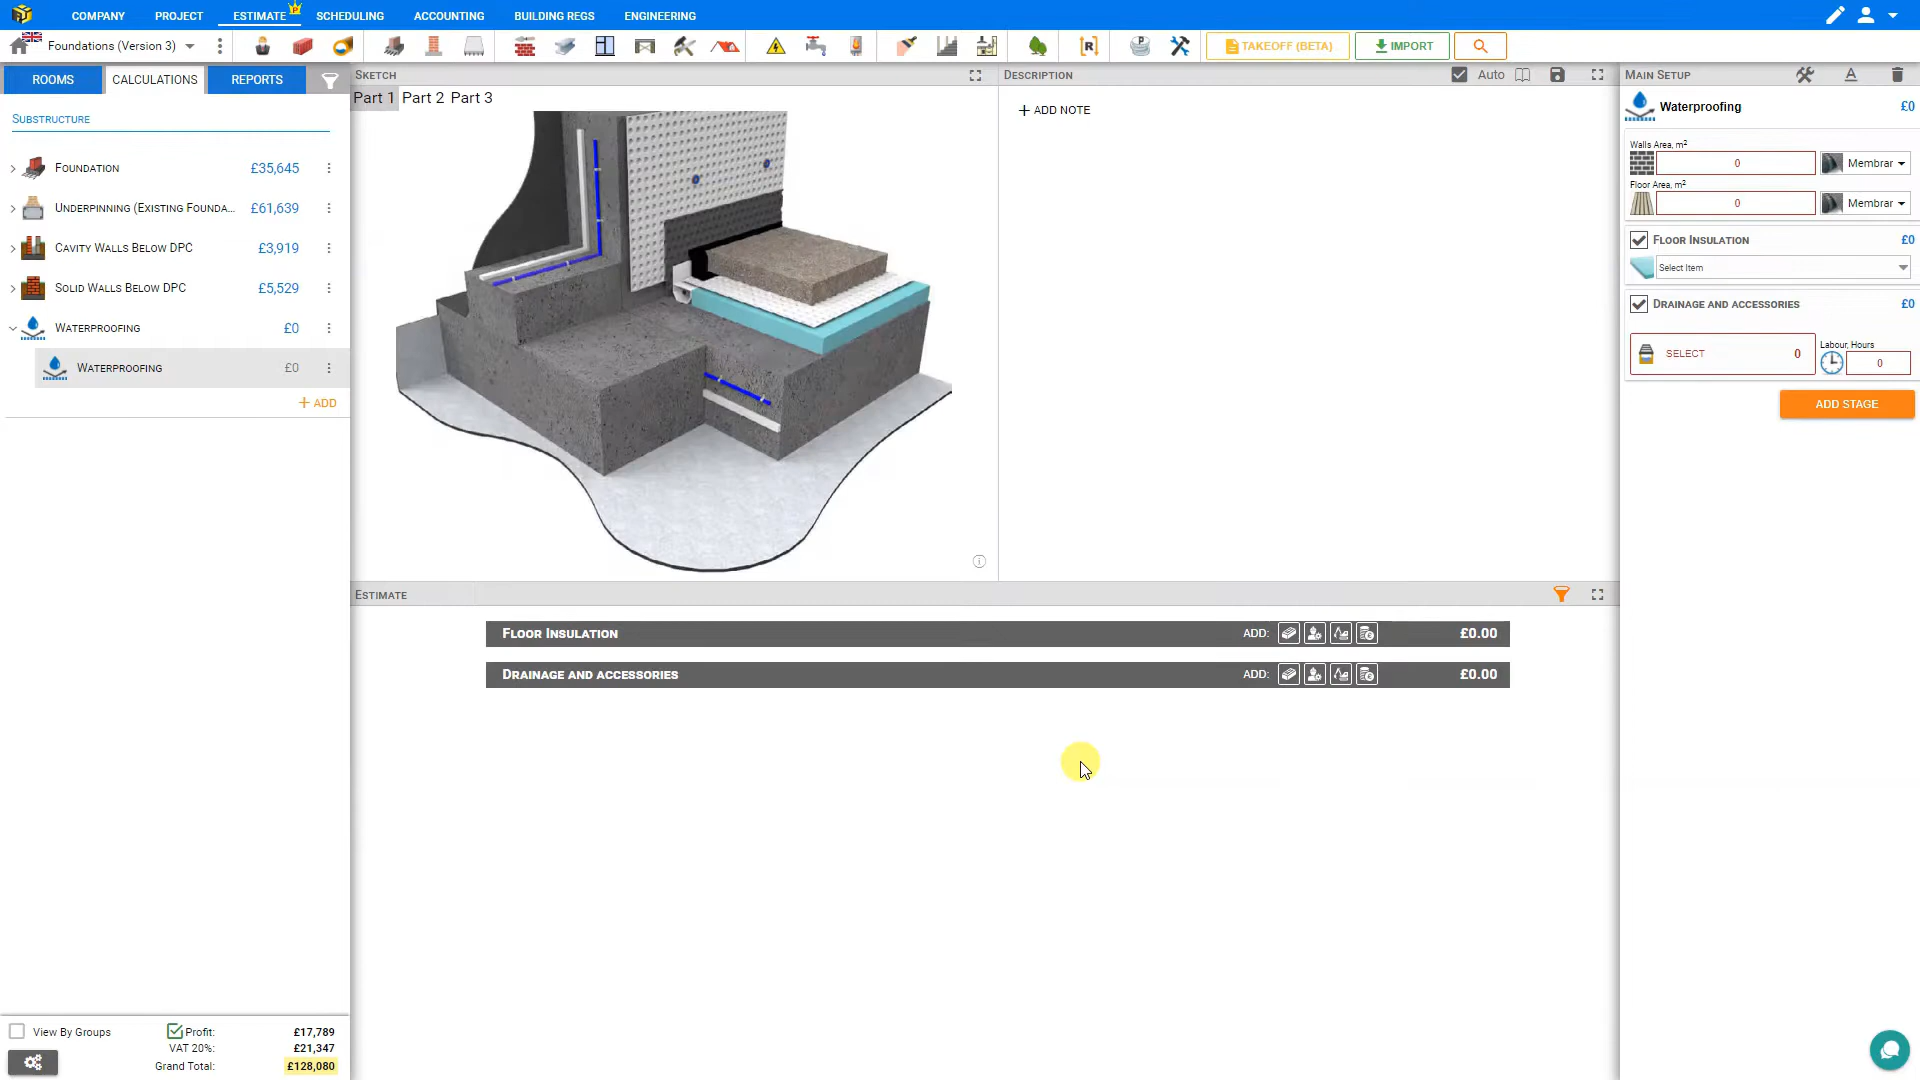 COMPANY PROJECT ESTIMATE SCHEDULING ACCOUNTING BUILDING REGS ENGINEERING
Foundations (Version 3) TAKEOFF (BETA) IMPORT
ROOMS CALCULATIONS REPORTS
SUBSTRUCTURE
FOUNDATION £35,645
UNDERPINNING (EXISTING FOUNDA... £61,639
CAVITY WALLS BELOW DPC £3,919
SOLID WALLS BELOW DPC £5,529
WATERPROOFING £0
WATERPROOFING £0
+ ADD
View By Groups Profit: £17,789
VAT 20%: £21,347
Grand Total: £128,080
SKETCH
Part 1 Part 2 Part 3
DESCRIPTION Auto
+ ADD NOTE
ESTIMATE
FLOOR INSULATION ADD: £0.00
DRAINAGE AND ACCESSORIES ADD: £0.00
MAIN SETUP
Waterproofing £0
Walls Area, m²
0 Membrar
Floor Area, m²
0 Membrar
FLOOR INSULATION £0
Select Item
DRAINAGE AND ACCESSORIES £0
SELECT 0
Labour, Hours
0
ADD STAGE